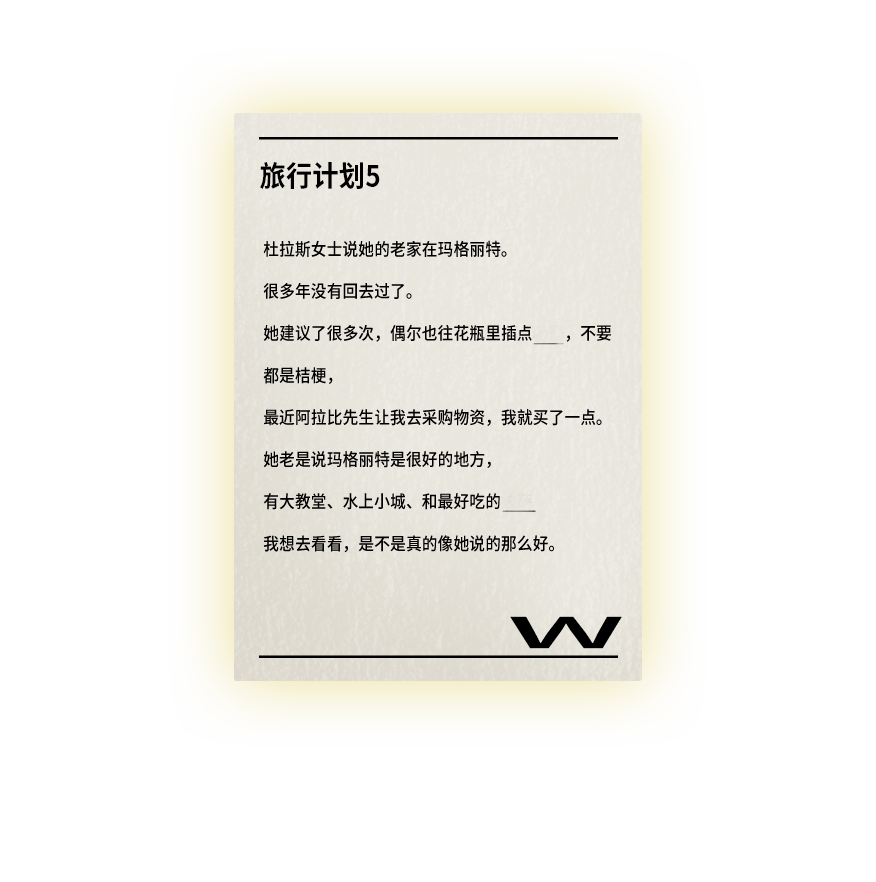 旅行计划5
杜拉斯女士说她的老家在玛格丽特。
很多年没有回去过了。
她建议了很多次，偶尔也往花瓶里插点___，不要
都是桔梗，
最近阿拉比先生让我去采购物资，我就买了一点。
她老是说玛格丽特是很好的地方，
有大教堂、水上小城、和最好吃的___
我想去看看，是不是真的像她说的那么好。
W